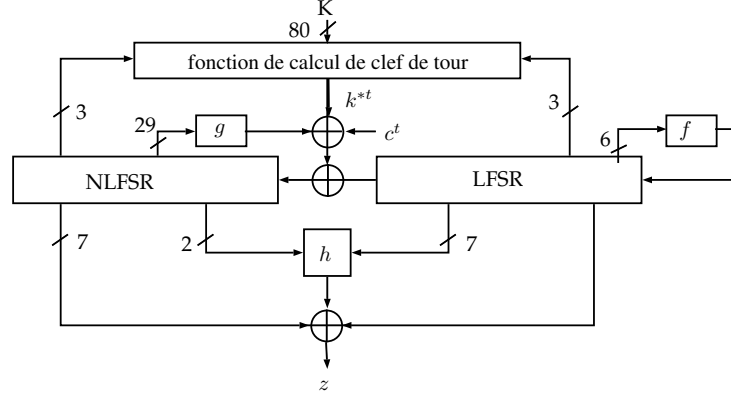 K
80
fonction de calcul de clef de tour
k*t
3
3
29
g
c^t
6
f
NLFSR
LFSR
7
2
h
7
z